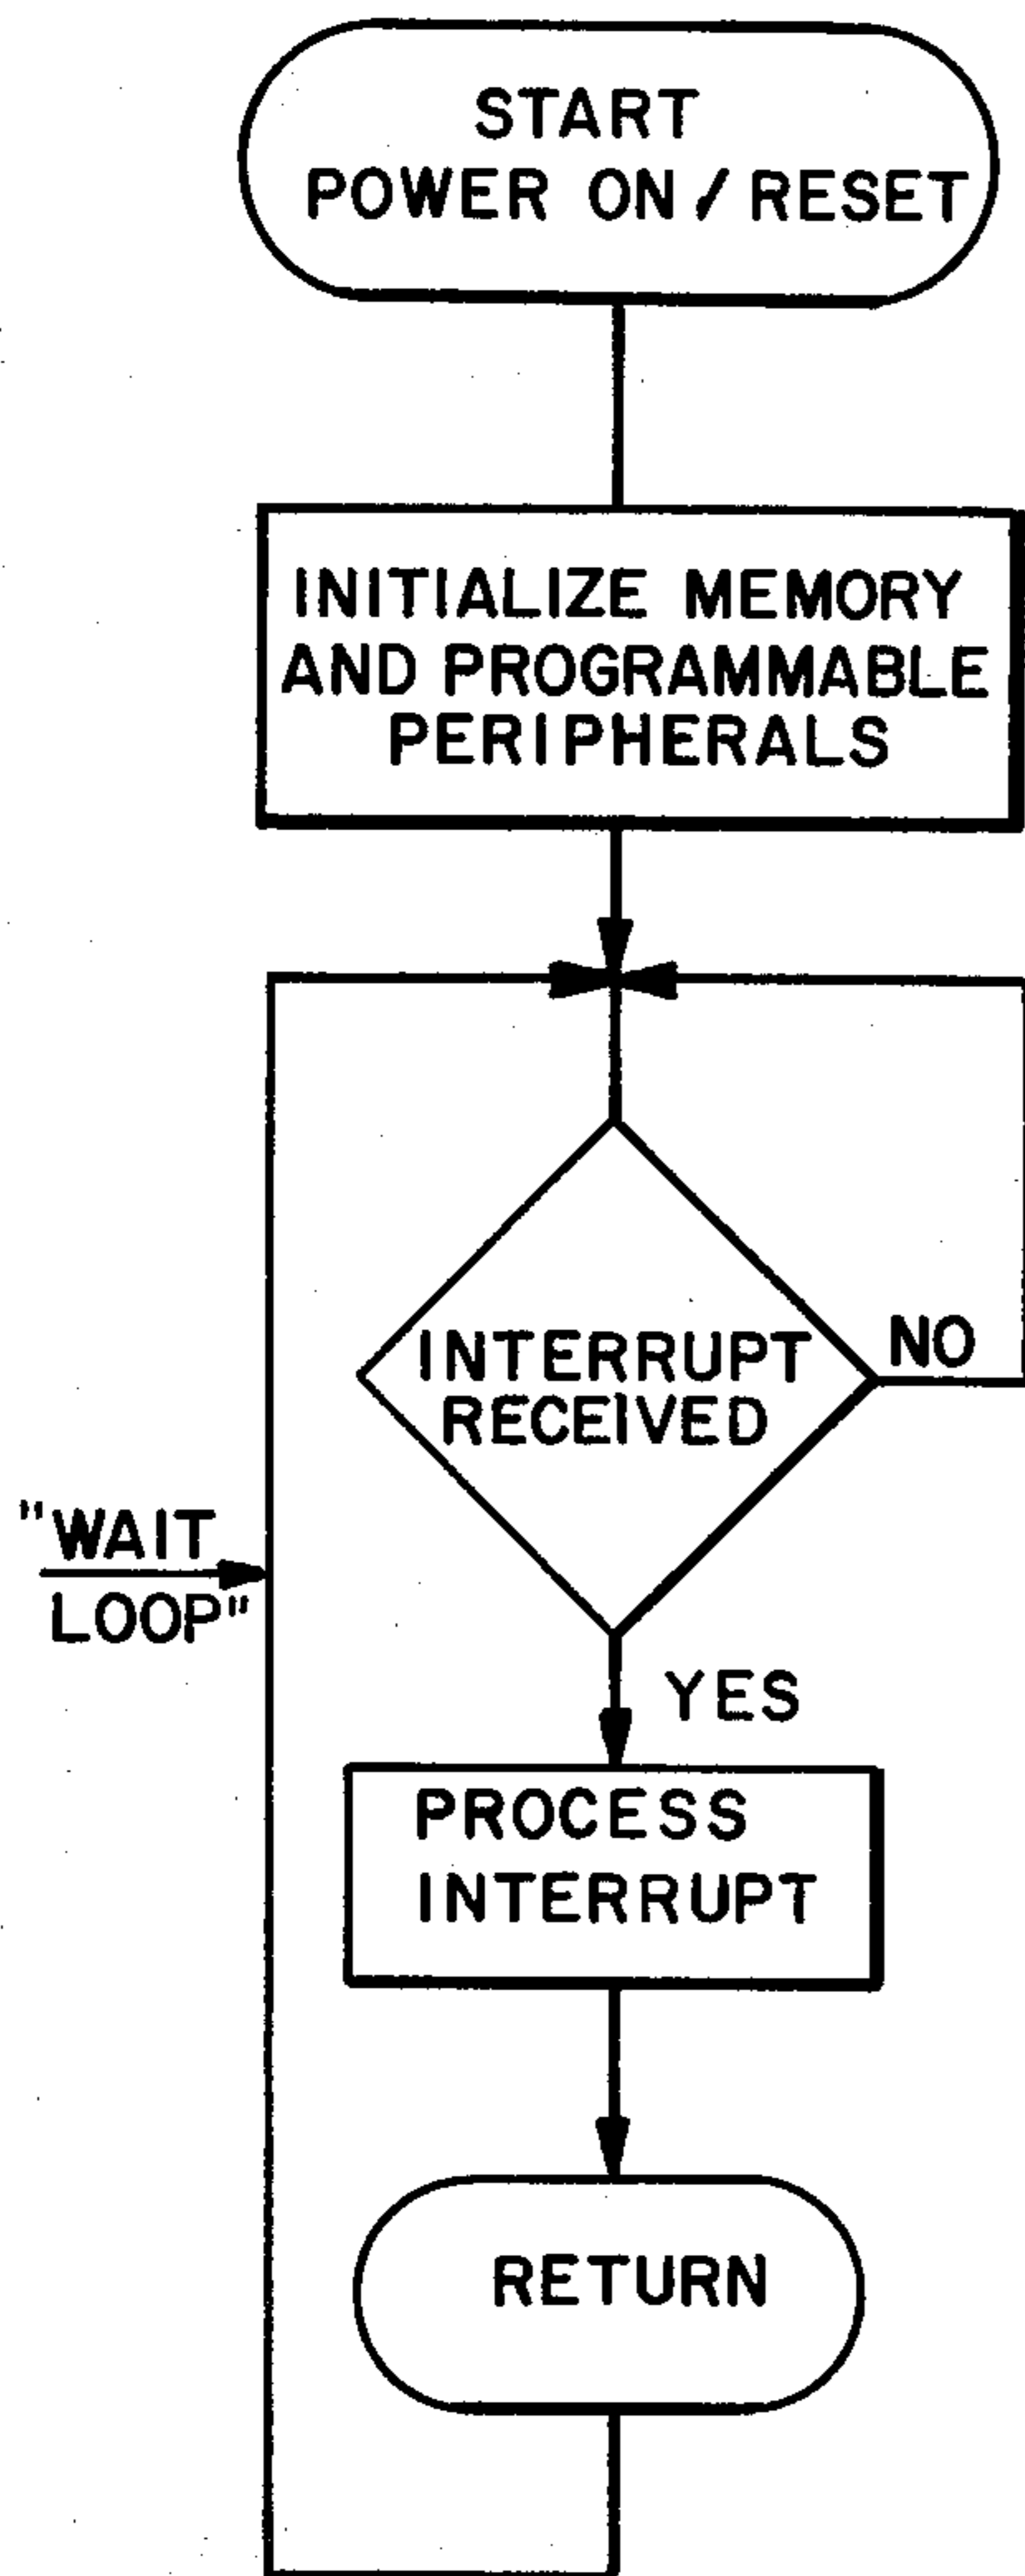 START
POWER ON / RESET
INITIALIZE MEMORY
AND PROGRAMMABLE
PERIPHERALS
INTERRUPT
RECEIVED
NO
"WAIT
LOOP"
YES
PROCESS
INTERRUPT
RETURN